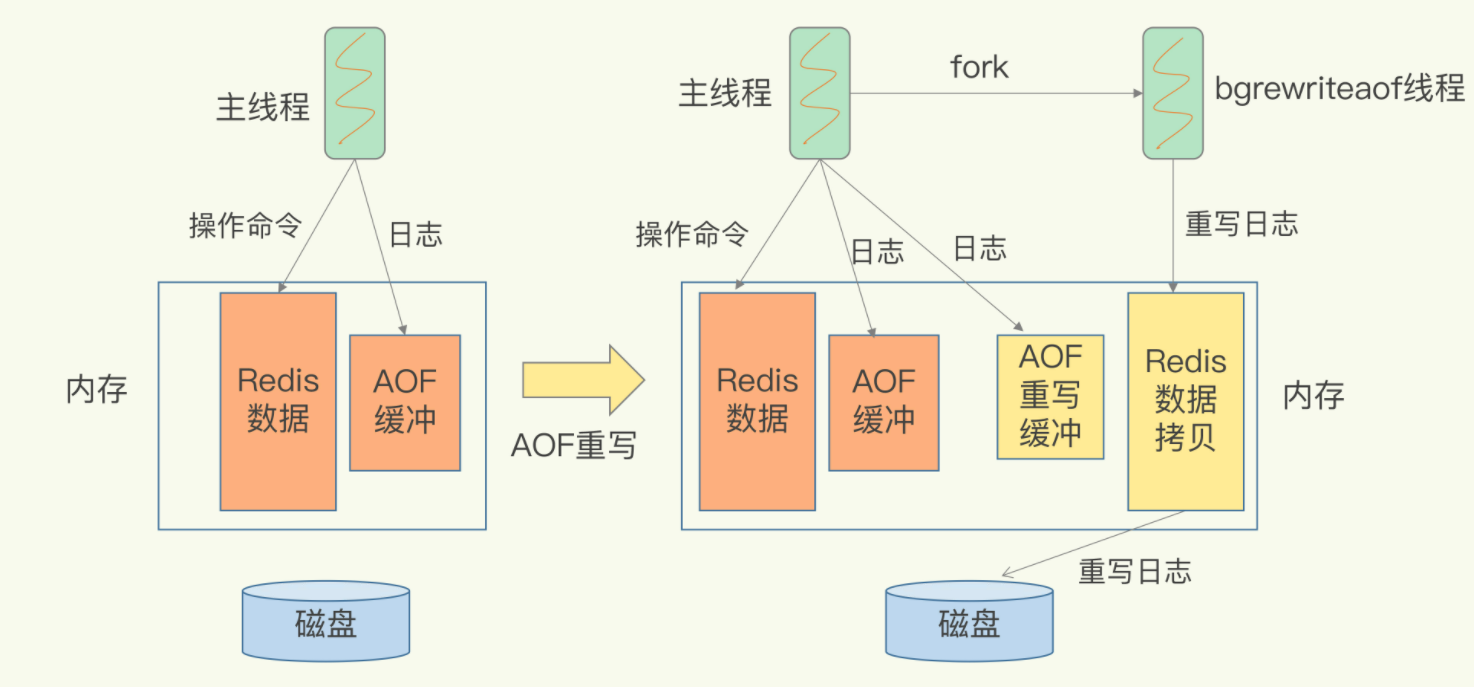 主线程
操作命令
日志
内存
Redis
数据
AOF
缓冲
磁盘
AOF重写
主线程
fork
bgrewriteaof线程
操作命令
日志
日志
重写日志
Redis
数据
AOF
缓冲
AOF
重写
缓冲
Redis
数据
拷贝
内存
重写日志
磁盘